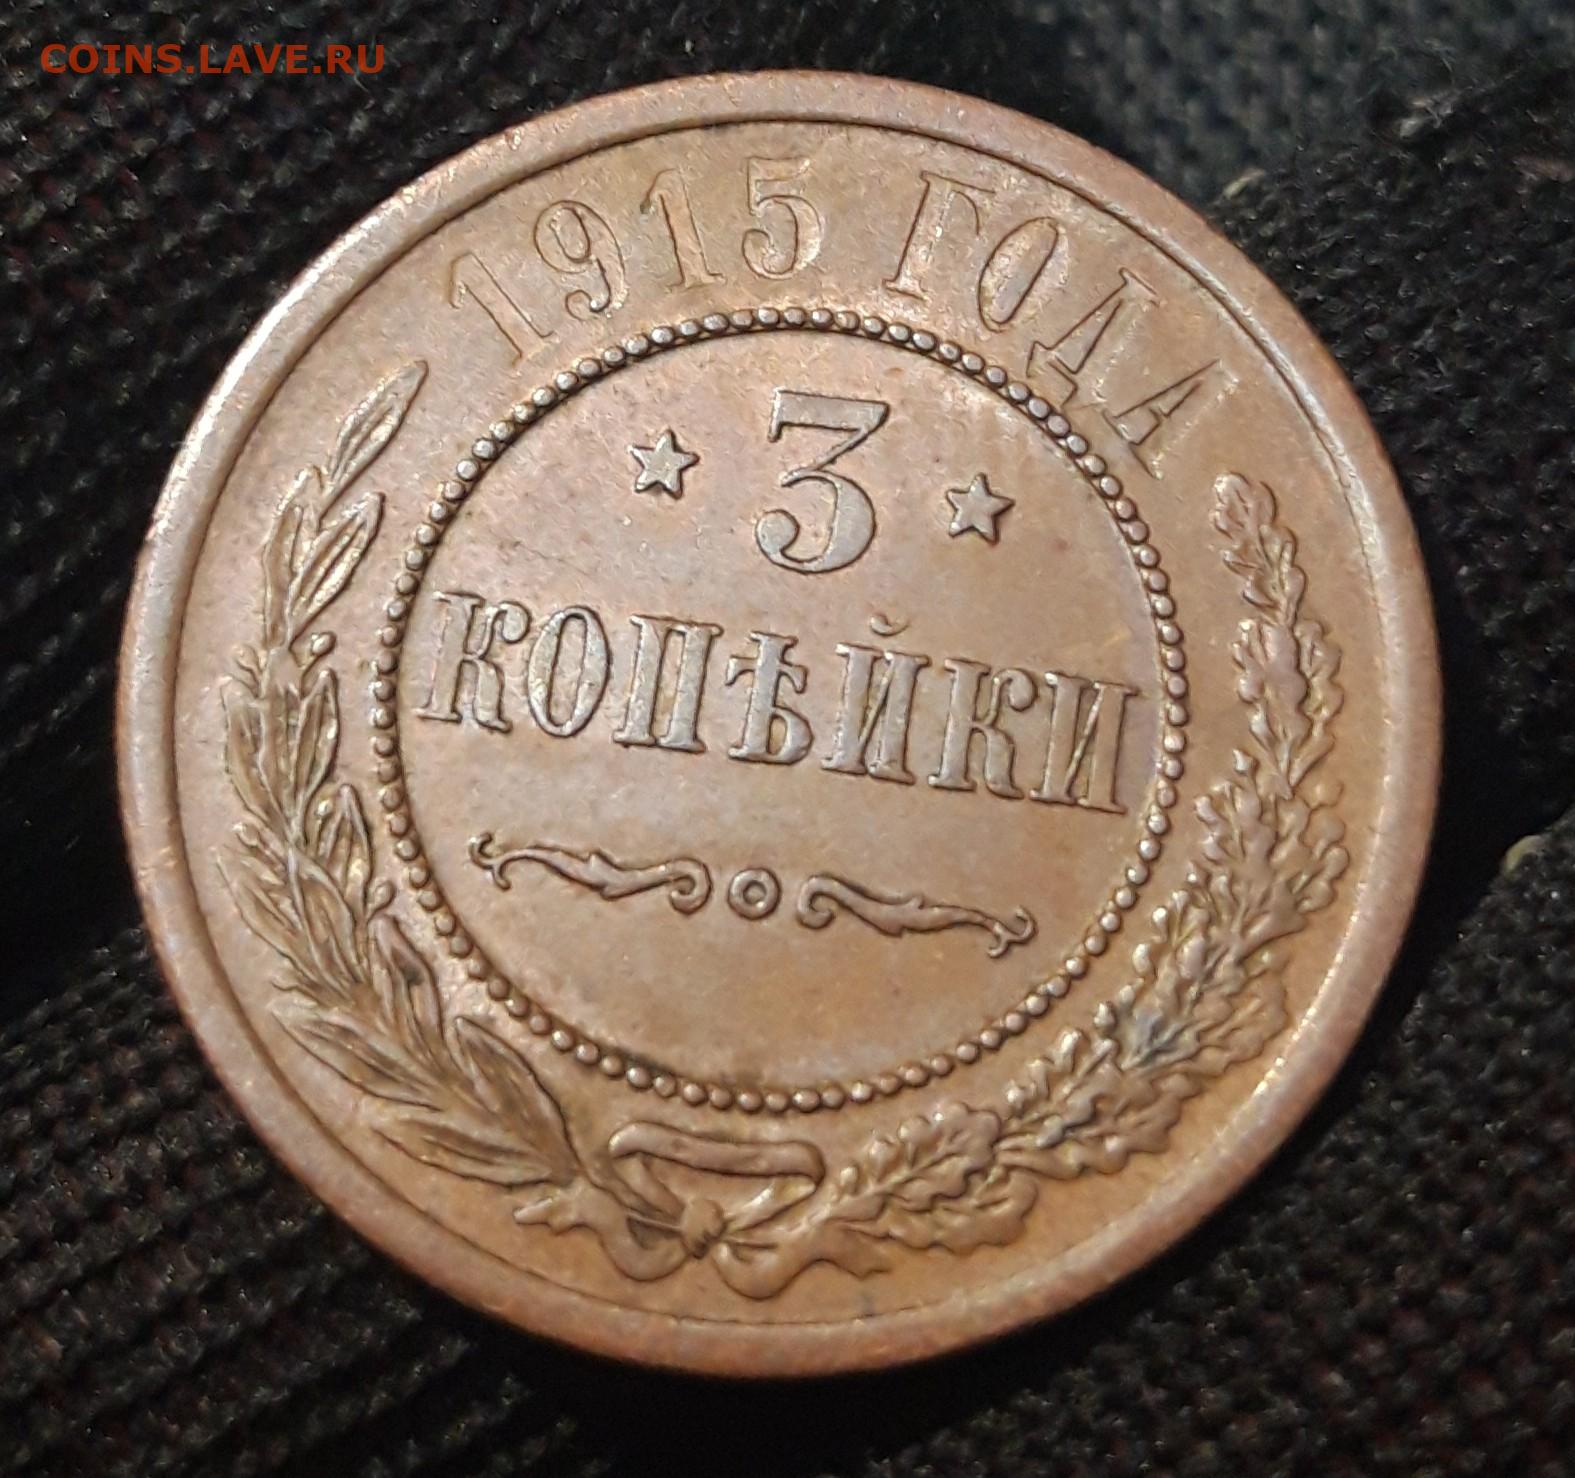 COINS.LAVE.RU
1915 ГОДА
3
КОПѢЙКИ